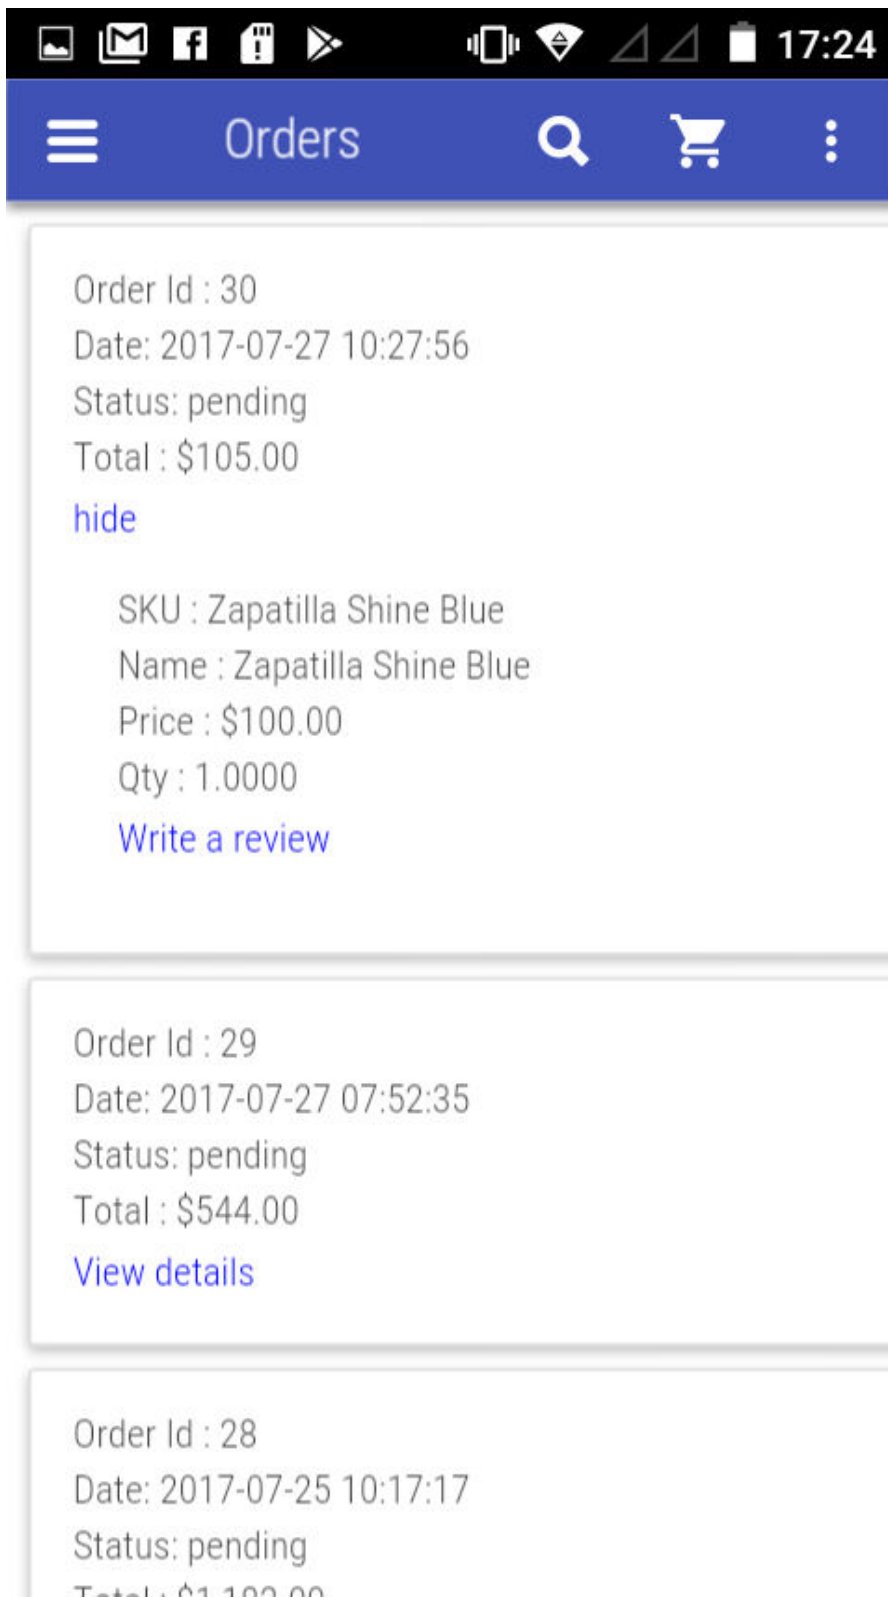 17:24
Orders
Order Id : 30
Date: 2017-07-27 10:27:56
Status: pending
Total : $105.00
hide
SKU : Zapatilla Shine Blue
Name : Zapatilla Shine Blue
Price : $100.00
Qty : 1.0000
Write a review
Order Id : 29
Date: 2017-07-27 07:52:35
Status: pending
Total : $544.00
View details
Order Id : 28
Date: 2017-07-25 10:17:17
Status: pending
Total :